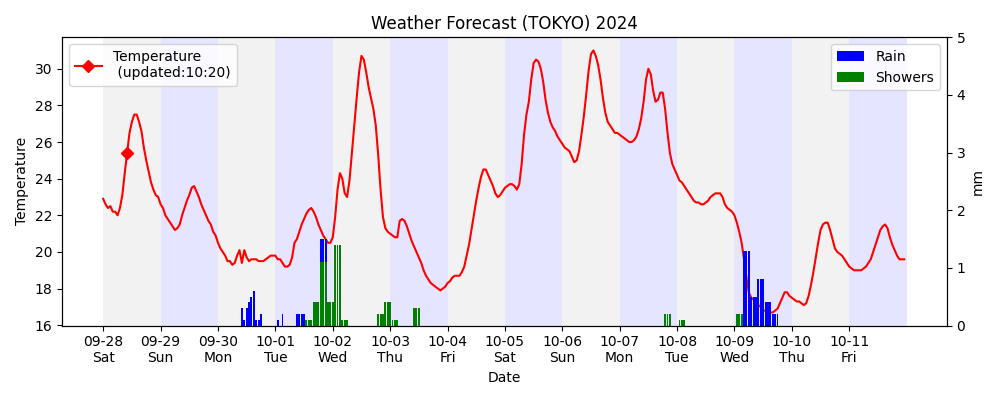 Weather Forecast (TOKYO) 2024
Temperature
(updated:10:20)
Rain
Showers
Temperature
30
28
26
24
22
20
18
16
5
4
3
2
1
0
mm
09-28 09-29 09-30 10-01 10-02 10-03 10-04 10-05 10-06 10-07 10-08 10-09 10-10 10-11
Sat Sun Mon Tue Wed Thu Fri Sat Sun Mon Tue Wed Thu Fri
Date